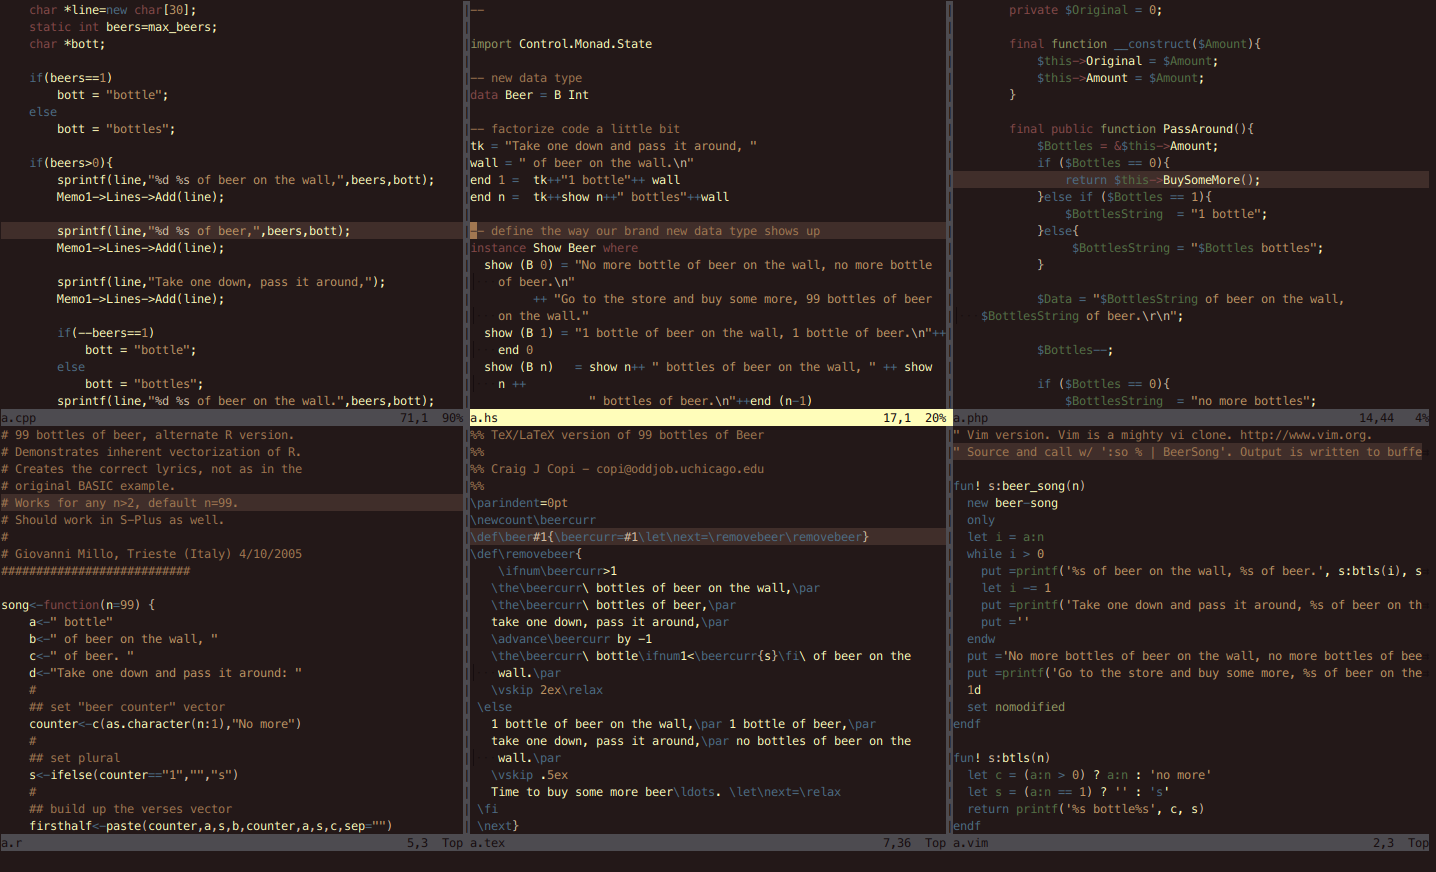 char *line=new char[30];
static int beers=max_beers;
char *bott;
if(beers==1)
bott = "bottle";
else
bott = "bottles";
if(beers>0){
sprintf(line,"%d %s of beer on the wall,",beers,bott);
Memo1->Lines->Add(line);
sprintf(line,"%d %s of beer,",beers,bott);
Memo1->Lines->Add(line);
sprintf(line,"Take one down, pass it around,");
Memo1->Lines->Add(line);
if(--beers==1)
bott = "bottle";
else
bott = "bottles";
sprintf(line,"%d %s of beer on the wall.",beers,bott);
a.cpp 71,1 90%
--
import Control.Monad.State
-- new data type
data Beer = B Int
-- factorize code a little bit
tk = "Take one down and pass it around, "
wall = " of beer on the wall.\n"
end 1 =  tk++"1 bottle"++ wall
end n =  tk++show n++" bottles"++wall
-- define the way our brand new data type shows up
instance Show Beer where
show (B 0) = "No more bottle of beer on the wall, no more bottle
of beer.\n"
++ "Go to the store and buy some more, 99 bottles of beer
on the wall."
show (B 1) = "1 bottle of beer on the wall, 1 bottle of beer.\n"++
end 0
show (B n)   = show n++ " bottles of beer on the wall, " ++ show
n ++
" bottles of beer.\n"++end (n-1)
a.hs 17,1 20%
private $Original = 0;
final function __construct($Amount){
$this->Original = $Amount;
$this->Amount = $Amount;
}
final public function PassAround(){
$Bottles = &$this->Amount;
if ($Bottles == 0){
return $this->BuySomeMore();
}else if ($Bottles == 1){
$BottlesString  = "1 bottle";
}else{
$BottlesString = "$Bottles bottles";
}
$Data = "$BottlesString of beer on the wall,
$BottlesString of beer.\r\n";
$Bottles--;
if ($Bottles == 0){
$BottlesString  = "no more bottles";
a.php 14,44 4%
# 99 bottles of beer, alternate R version.
# Demonstrates inherent vectorization of R.
# Creates the correct lyrics, not as in the
# original BASIC example.
# Works for any n>2, default n=99.
# Should work in S-Plus as well.
#
# Giovanni Millo, Trieste (Italy) 4/10/2005
###########################
song<-function(n=99) {
a<-" bottle"
b<-" of beer on the wall, "
c<-" of beer. "
d<-"Take one down and pass it around: "
#
## set "beer counter" vector
counter<-c(as.character(n:1),"No more")
#
## set plural
s<-ifelse(counter=="1","","s")
#
## build up the verses vector
firsthalf<-paste(counter,a,s,b,counter,a,s,c,sep="")
a.r 5,3 Top
%% TeX/LaTeX version of 99 bottles of Beer
%%
%% Craig J Copi - copi@oddjob.uchicago.edu
%%
\parindent=0pt
\newcount\beercurr
\def\beer#1{\beercurr=#1\let\next=\removebeer\removebeer}
\def\removebeer{
\ifnum\beercurr>1
\the\beercurr\ bottles of beer on the wall,\par
\the\beercurr\ bottles of beer,\par
take one down, pass it around,\par
\advance\beercurr by -1
\the\beercurr\ bottle\ifnum1<\beercurr{s}\fi\ of beer on the
wall.\par
\vskip 2ex\relax
\else
1 bottle of beer on the wall,\par 1 bottle of beer,\par
take one down, pass it around,\par no bottles of beer on the
wall.\par
\vskip .5ex
Time to buy some more beer\ldots. \let\next=\relax
\fi
\next}
a.tex 7,36 Top
" Vim version. Vim is a mighty vi clone. http://www.vim.org.
" Source and call w/ ':so % | BeerSong'. Output is written to buffe
fun! s:beer_song(n)
new beer-song
only
let i = a:n
while i > 0
put =printf('%s of beer on the wall, %s of beer.', s:btls(i), s
let i -= 1
put =printf('Take one down and pass it around, %s of beer on th
put =''
endw
put ='No more bottles of beer on the wall, no more bottles of bee
put =printf('Go to the store and buy some more, %s of beer on the
1d
set nomodified
endf
fun! s:btls(n)
let c = (a:n > 0) ? a:n : 'no more'
let s = (a:n == 1) ? '' : 's'
return printf('%s bottle%s', c, s)
endf
a.vim 2,3 Top